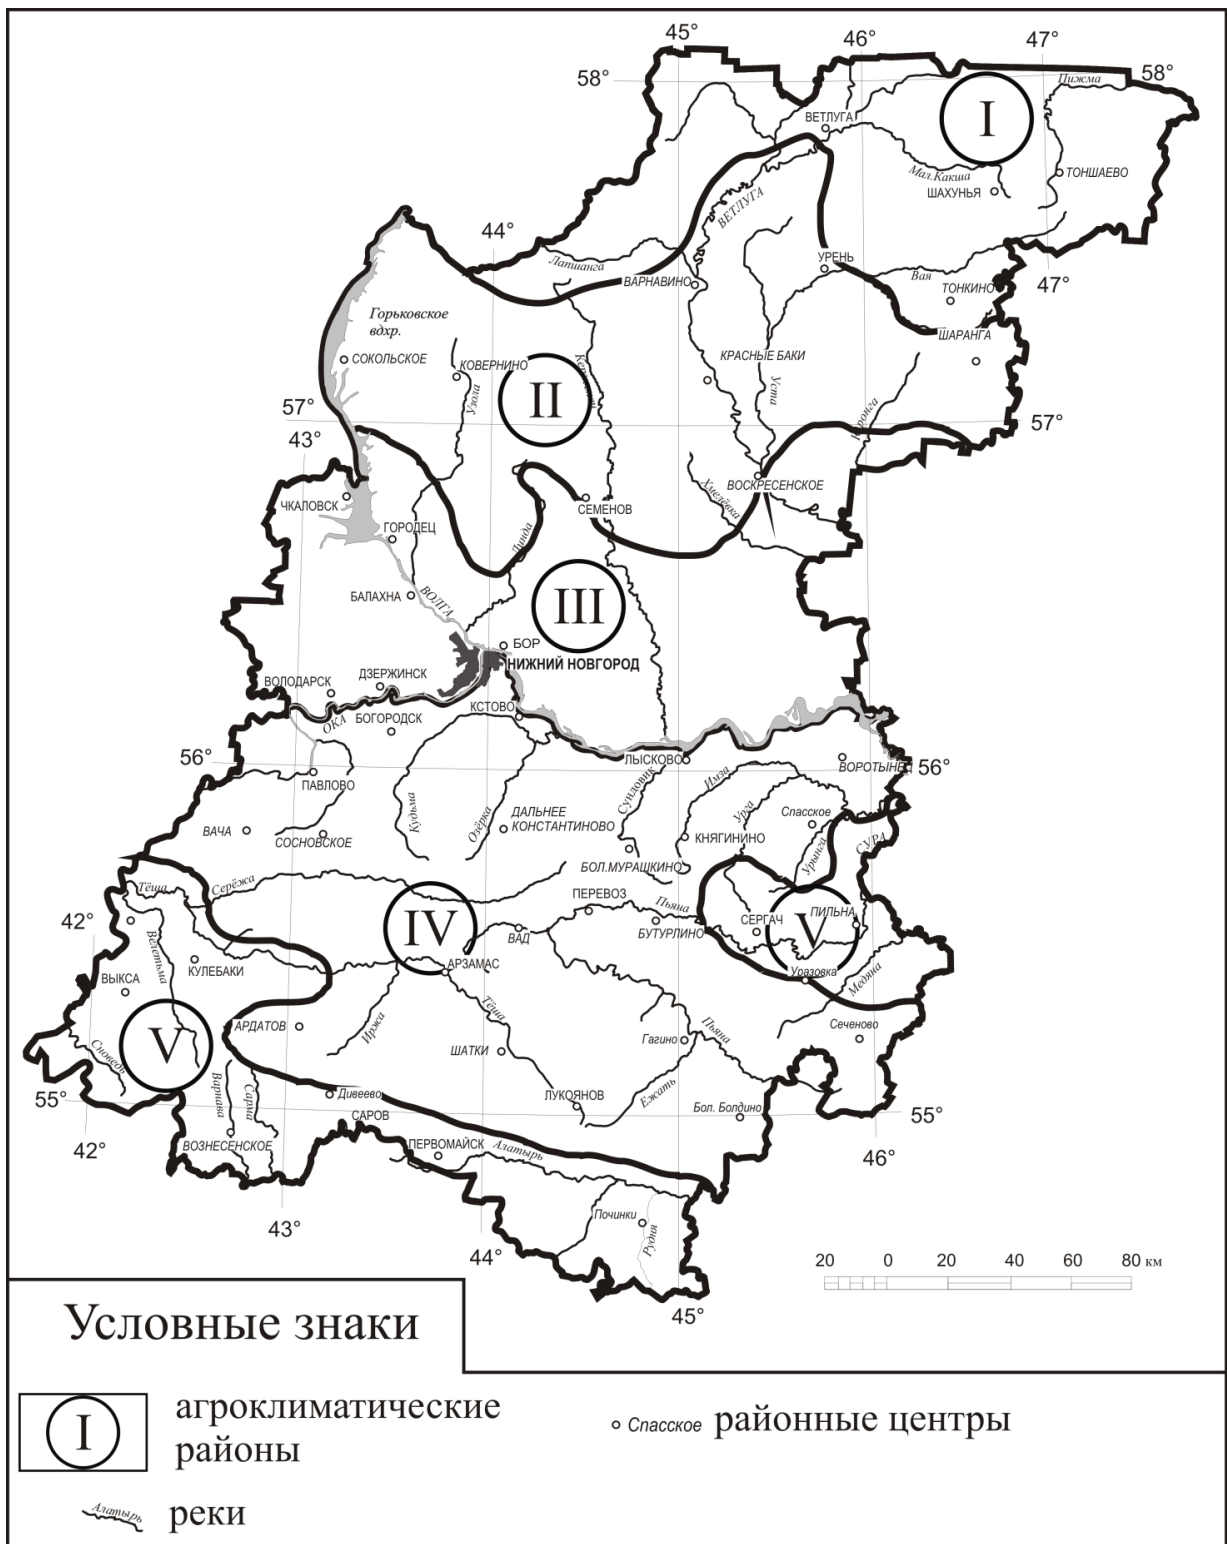 45°
46°
47°
58°
58°
Пижма
ВЕТЛУГА
I
Мал.Какша
ТОНШАЕВО
ШАХУНЬЯ
ВЕТЛУГА
44°
Лапшанга
УРЕНЬ
Вая
47°
ВАРНАВИНО
ТОНКИНО
Горьковское
вдхр.
ШАРАНГА
СОКОЛЬСКОЕ
КОВЕРНИНО
КРАСНЫЕ БАКИ
Узола
II
Уста
57°
57°
43°
ЧКАЛОВСК
СЕМЕНОВ
Хмелёвка
ВОСКРЕСЕНСКОЕ
ГОРОДЕЦ
Линда
БАЛАХНА
ВОЛГА
III
БОР
НИЖНИЙ НОВГОРОД
ВОЛОДАРСК
ДЗЕРЖИНСК
ОКА
БОГОРОДСК
КСТОВО
56°
ЛЫСКОВО
ВОРОТЫНЕЦ
56°
ПАВЛОВО
Сундовик
Имза
Кудьма
Озёрка
ДАЛЬНЕЕ
КОНСТАНТИНОВО
Урга
Спасское
ВАЧА
СОСНОВСКОЕ
КНЯГИНИНО
Урынга
СУРА
БОЛ.МУРАШКИНО
Тёша
Серёжа
ПЕРЕВОЗ
Пьяна
42°
IV
ВАД
БУТУРЛИНО
СЕРГАЧ
V
ПИЛЬНА
Велетьма
КУЛЕБАКИ
АРЗАМАС
Уразовка
Медяна
ВЫКСА
Тёша
АРДАТОВ
Иржа
Пьяна
Сеченово
V
ШАТКИ
Гагино
Сноведь
55°
Варнава
Сарма
Дивеево
ЛУКОЯНОВ
Ежать
Бол. Болдино
55°
САРОВ
42°
ВОЗНЕСЕНСКОЕ
ПЕРВОМАЙСК
Алатырь
46°
43°
Починки
Рудня
44°
45°
20 0 20 40 60 80 км
Условные знаки
I
агроклиматические
районы
Спасское районные центры
Алатырь реки